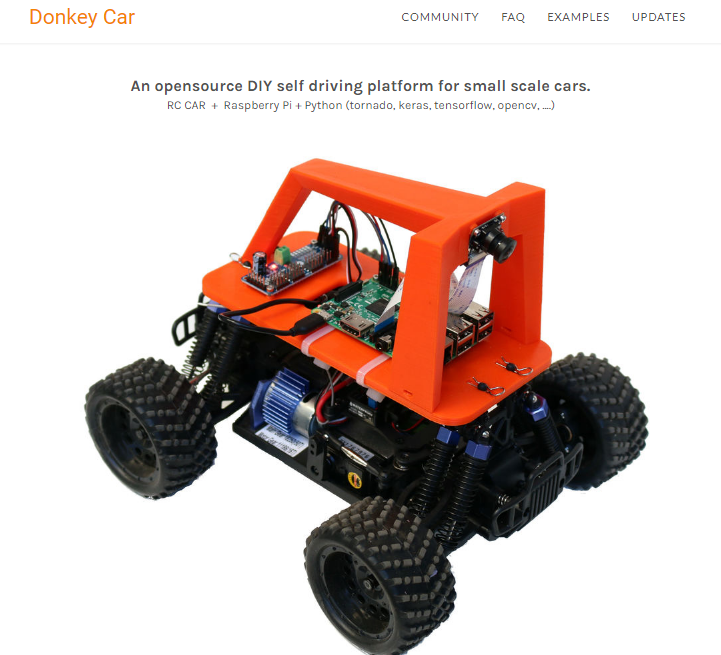 Donkey Car
COMMUNITY FAQ EXAMPLES UPDATES
An opensource DIY self driving platform for small scale cars.
RC CAR + Raspberry Pi + Python (tornado, keras, tensorflow, opencv, ....)